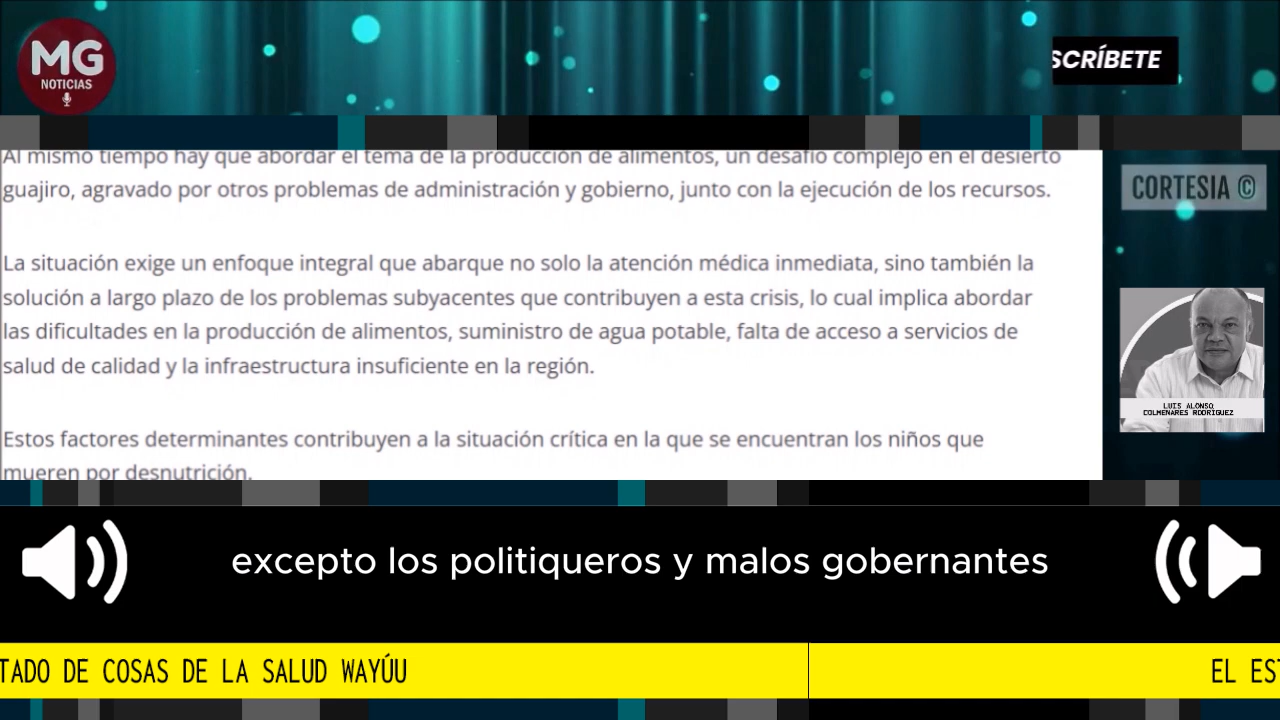 MG
NOTICIAS
SCRÍBETE
Al mismo tiempo hay que abordar el tema de la producción de alimentos, un desafío complejo en el desierto
guajiro, agravado por otros problemas de administración y gobierno, junto con la ejecución de los recursos.
CORTESIA ©
La situación exige un enfoque integral que abarque no solo la atención médica inmediata, sino también la
solución a largo plazo de los problemas subyacentes que contribuyen a esta crisis, lo cual implica abordar
las dificultades en la producción de alimentos, suministro de agua potable, falta de acceso a servicios de
salud de calidad y la infraestructura insuficiente en la región.
LUIS ALONSO
COLMENARES RODRIGUEZ
Estos factores determinantes contribuyen a la situación crítica en la que se encuentran los niños que
mueren por desnutrición.
excepto los politiqueros y malos gobernantes
TADO DE COSAS DE LA SALUD WAYÚU
EL EST